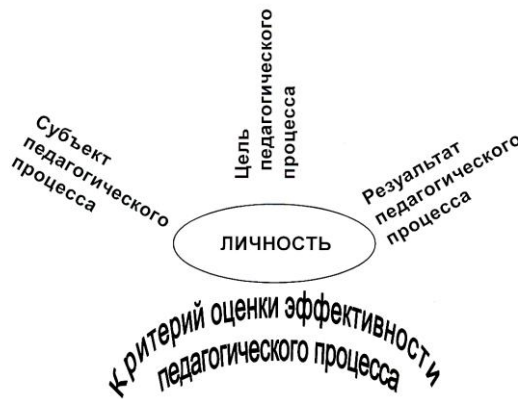 Субъект
педагогического
процесса
Цель
педагогического
процесса
Результат
педагогического
процесса
ЛИЧНОСТЬ
Критерий оценки эффективности
педагогического процесса